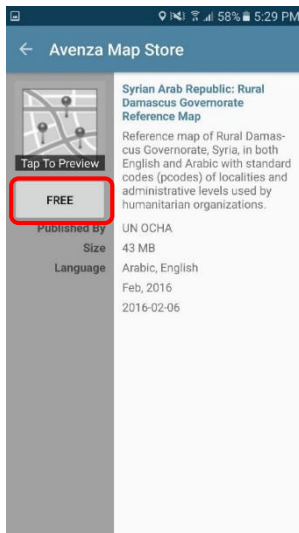 58% 5:29 PM
Avenza Map Store
Tap To Preview
FREE
Syrian Arab Republic: Rural
Damascus Governorate
Reference Map
Reference map of Rural Damas-
cus Governorate, Syria, in both
English and Arabic with standard
codes (pcodes) of localities and
administrative levels used by
humanitarian organizations.
Published By UN OCHA
Size 43 MB
Language Arabic, English
Feb, 2016
2016-02-06